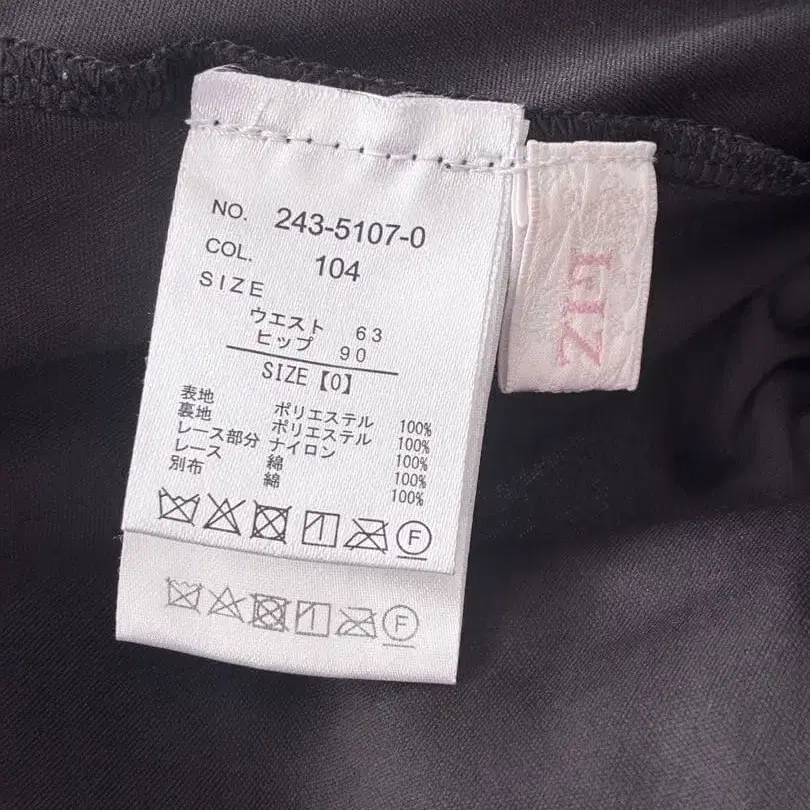 NO. 243-5107-0
COL. 104
SIZE
ウエスト 63
ヒップ 90
SIZE【0】
表地 ポリエステル 100%
裏地 ポリエステル 100%
レース部分 ナイロン 100%
レース 綿 100%
別布 綿 100%
F
F
LIZ